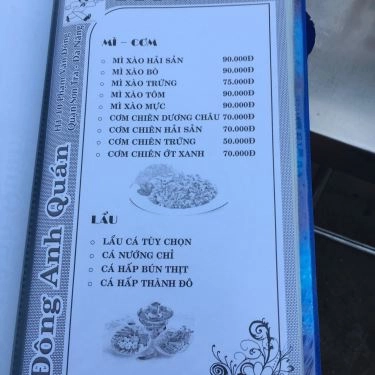 MÌ – CƠM
MÌ XÀO HẢI SẢN 90.000Đ
MÌ XÀO BÒ 90.000Đ
MÌ XÀO TRỨNG 75.000Đ
MÌ XÀO TÔM 90.000Đ
MÌ XÀO MỰC 90.000Đ
CƠM CHIÊN DƯƠNG CHÂU 70.000Đ
CƠM CHIÊN HẢI SẢN 70.000Đ
CƠM CHIÊN TRỨNG 50.000Đ
CƠM CHIÊN ỚT XANH 70.000Đ
LẨU
LẨU CÁ TÙY CHỌN
CÁ NƯỚNG CHỈ
CÁ HẤP BÚN THỊT
CÁ HẤP THÀNH ĐÔ
Đông Anh Quán
Phạm Văn Đồng
Quận Sơn Trà - Đà Nẵng